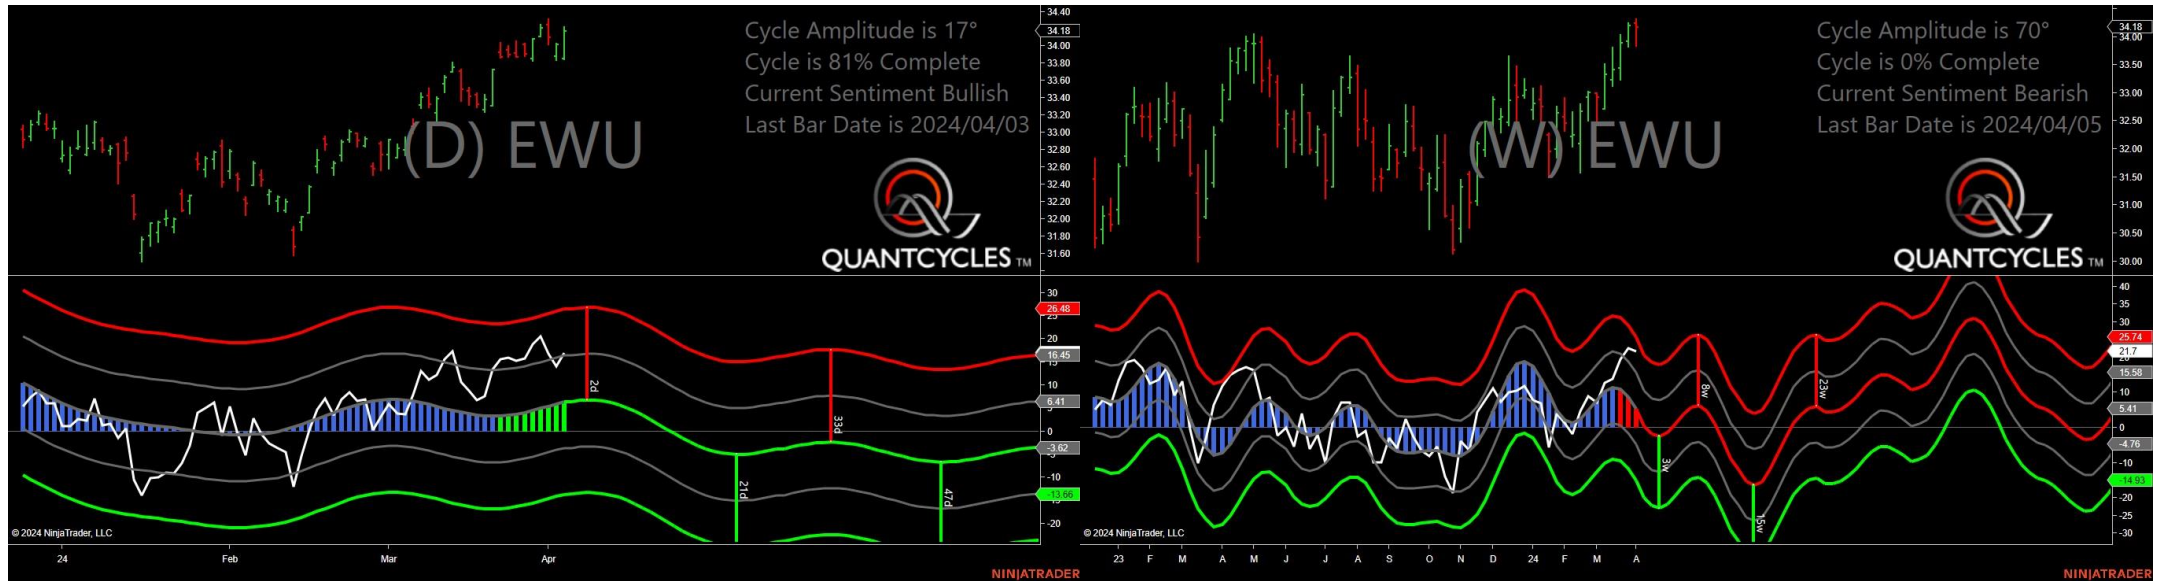 Cycle Amplitude is 17°
Cycle is 81% Complete
Current Sentiment Bullish
Last Bar Date is 2024/04/03
(D) EWU
QUANTCYCLES TM
34.40
34.18
34.00
33.80
33.60
33.40
33.20
33.00
32.80
32.60
32.40
32.20
32.00
31.80
31.60
30
26.48
20
16.45
10
6.41
0
-3.62
-10
-13.66
-20
2d
21d
33d
47d
© 2024 NinjaTrader, LLC
24 Feb Mar Apr
NINJATRADER
Cycle Amplitude is 70°
Cycle is 0% Complete
Current Sentiment Bearish
Last Bar Date is 2024/04/05
(W) EWU
QUANTCYCLES TM
34.18
34.00
33.50
33.00
32.50
32.00
31.50
31.00
30.50
30.00
40
35
30
25.74
21.7
15.58
10
5.41
0
-4.76
-10
-14.93
-20
-25
-30
3w
8w
15w
23w
© 2024 NinjaTrader, LLC
23 F M A M J J A S O N D 24 F M A
NINJATRADER